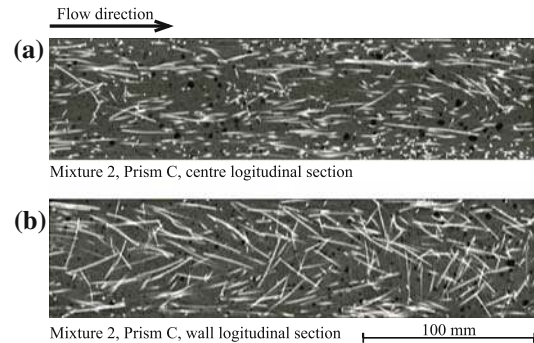 Flow direction
(a)
Mixture 2, Prism C, centre logitudinal section
(b)
Mixture 2, Prism C, wall logitudinal section
100 mm